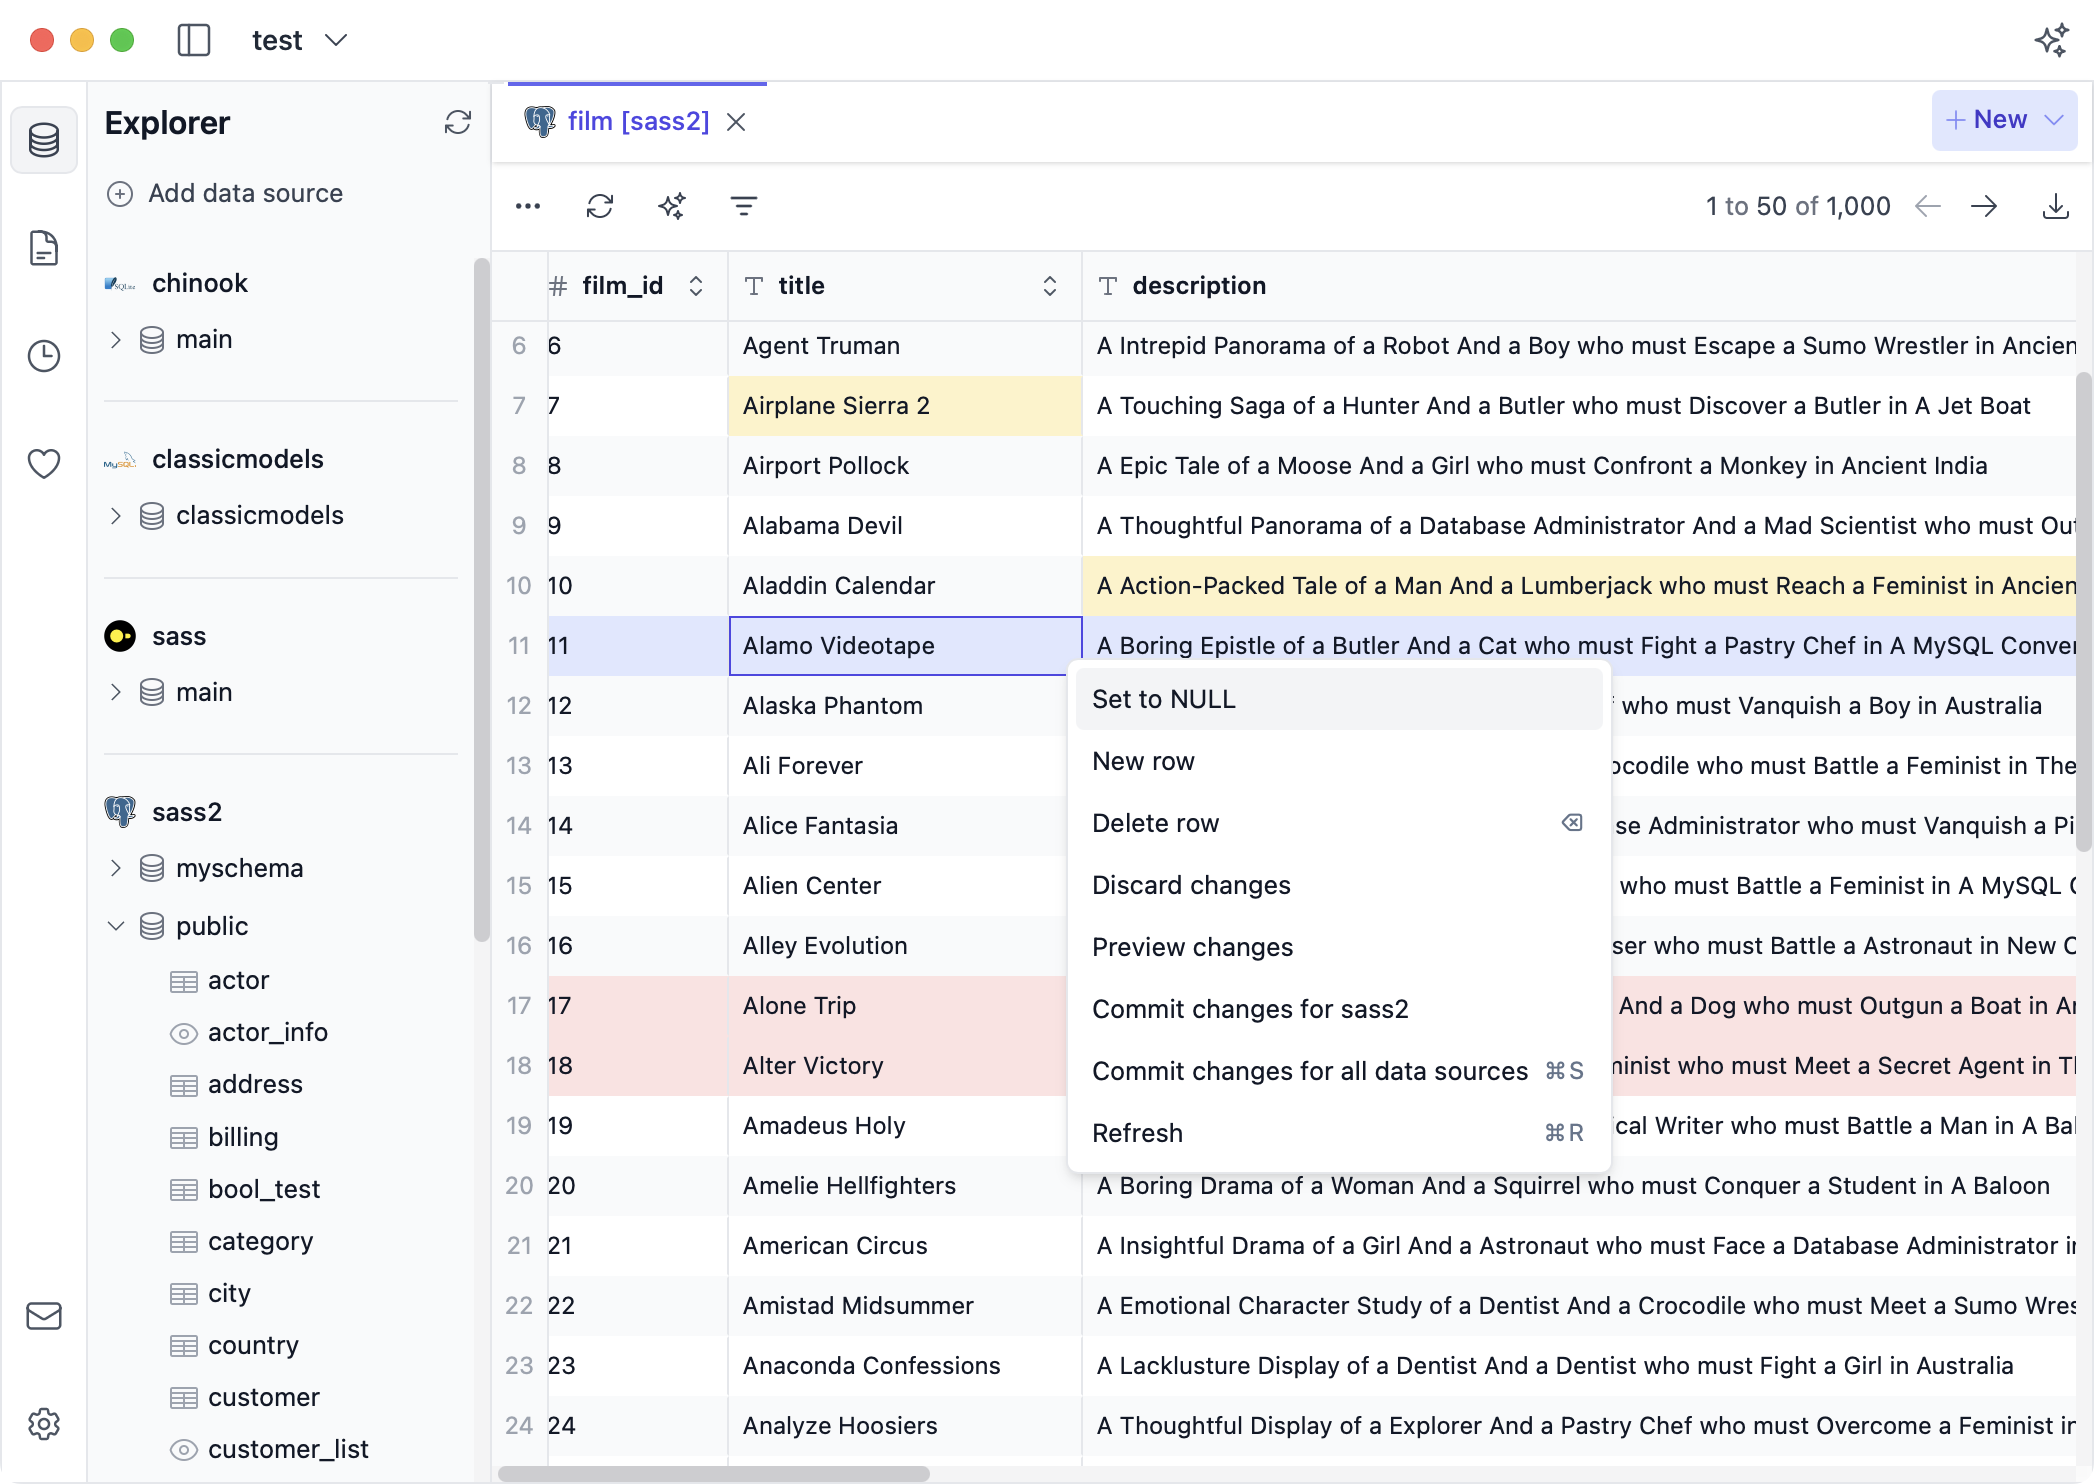 test
Explorer
Add data source
chinook
main
classicmodels
classicmodels
sass
main
sass2
myschema
public
actor
actor_info
address
billing
bool_test
category
city
country
customer
customer_list
film [sass2]
New
1 to 50 of 1,000
# film_id title description
6 6 Agent Truman A Intrepid Panorama of a Robot And a Boy who must Escape a Sumo Wrestler in Ancien
7 7 Airplane Sierra 2 A Touching Saga of a Hunter And a Butler who must Discover a Butler in A Jet Boat
8 8 Airport Pollock A Epic Tale of a Moose And a Girl who must Confront a Monkey in Ancient India
9 9 Alabama Devil A Thoughtful Panorama of a Database Administrator And a Mad Scientist who must Out
10 10 Aladdin Calendar A Action-Packed Tale of a Man And a Lumberjack who must Reach a Feminist in Ancien
11 11 Alamo Videotape A Boring Epistle of a Butler And a Cat who must Fight a Pastry Chef in A MySQL Conver
12 12 Alaska Phantom who must Vanquish a Boy in Australia
13 13 Ali Forever ocodile who must Battle a Feminist in The
14 14 Alice Fantasia se Administrator who must Vanquish a Pi
15 15 Alien Center who must Battle a Feminist in A MySQL C
16 16 Alley Evolution ser who must Battle a Astronaut in New O
17 17 Alone Trip And a Dog who must Outgun a Boat in A
18 18 Alter Victory minist who must Meet a Secret Agent in Tl
19 19 Amadeus Holy ical Writer who must Battle a Man in A Bal
20 20 Amelie Hellfighters A Boring Drama of a Woman And a Squirrel who must Conquer a Student in A Baloon
21 21 American Circus A Insightful Drama of a Girl And a Astronaut who must Face a Database Administrator in
22 22 Amistad Midsummer A Emotional Character Study of a Dentist And a Crocodile who must Meet a Sumo Wres
23 23 Anaconda Confessions A Lacklusture Display of a Dentist And a Dentist who must Fight a Girl in Australia
24 24 Analyze Hoosiers A Thoughtful Display of a Explorer And a Pastry Chef who must Overcome a Feminist in
Set to NULL
New row
Delete row
Discard changes
Preview changes
Commit changes for sass2
Commit changes for all data sources ⌘S
Refresh ⌘R